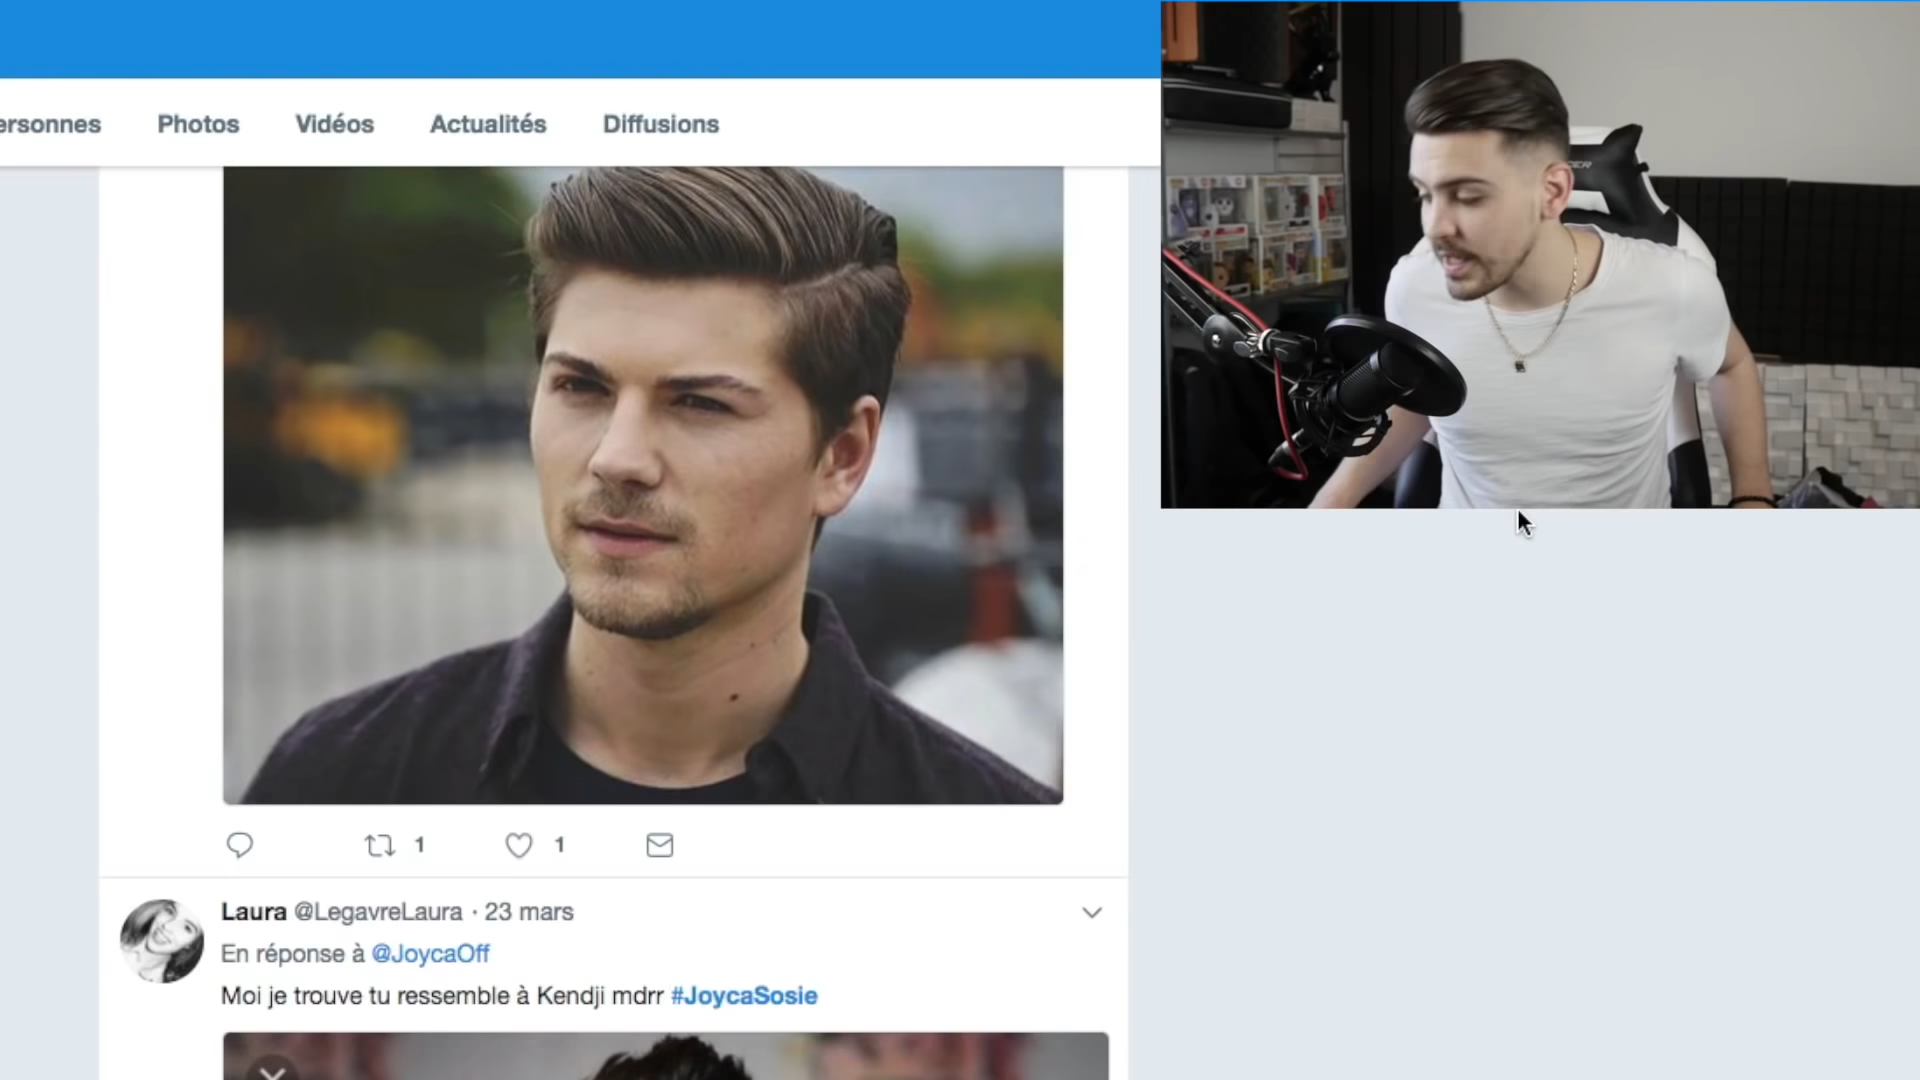 ersonnes Photos Vidéos Actualités Diffusions
1 1
Laura @LegavreLaura · 23 mars
En réponse à @JoycaOff
Moi je trouve tu ressemble à Kendji mdrr #JoycaSosie